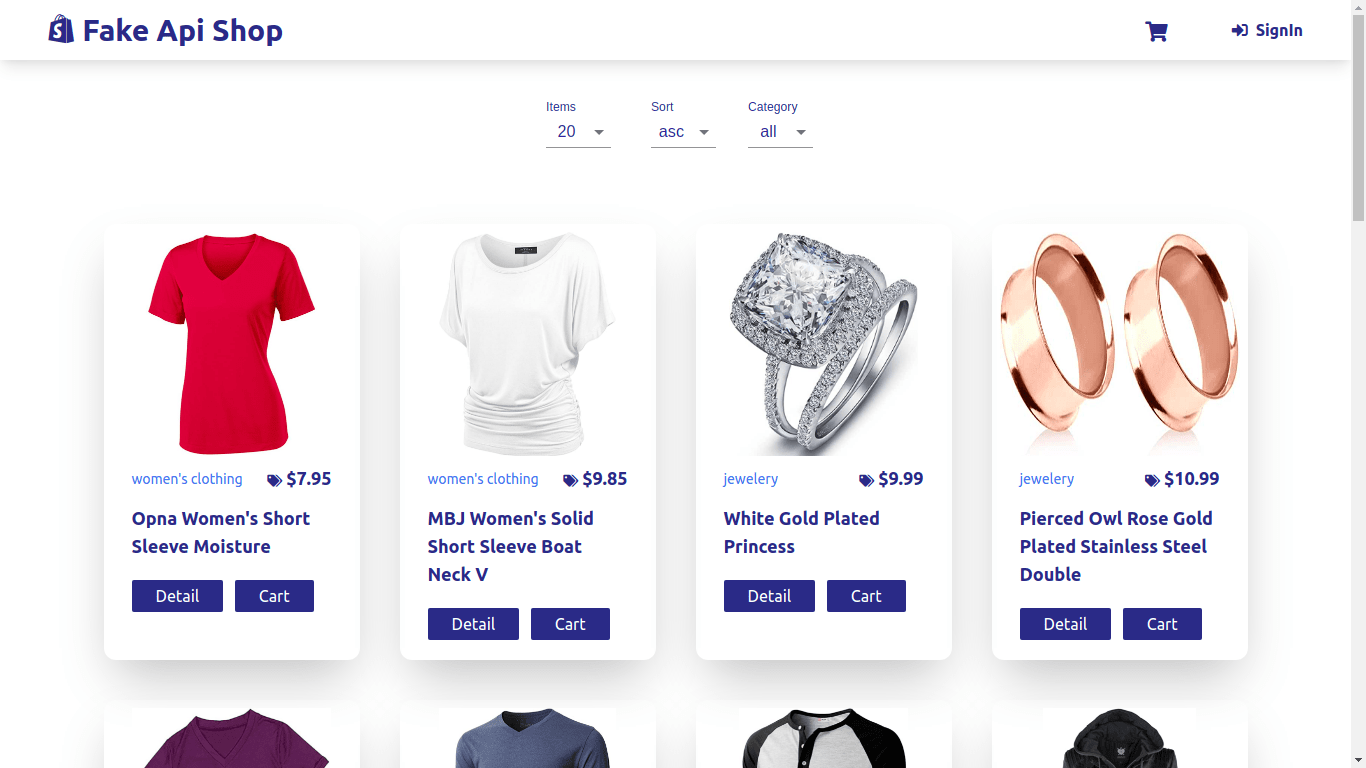 Fake Api Shop
SignIn
Items
Sort
Category
20
asc
all
women's clothing
$7.95
Opna Women's Short
Sleeve Moisture
Detail
Cart
women's clothing
$9.85
MBJ Women's Solid
Short Sleeve Boat
Neck V
Detail
Cart
jewelery
$9.99
White Gold Plated
Princess
Detail
Cart
jewelery
$10.99
Pierced Owl Rose Gold
Plated Stainless Steel
Double
Detail
Cart